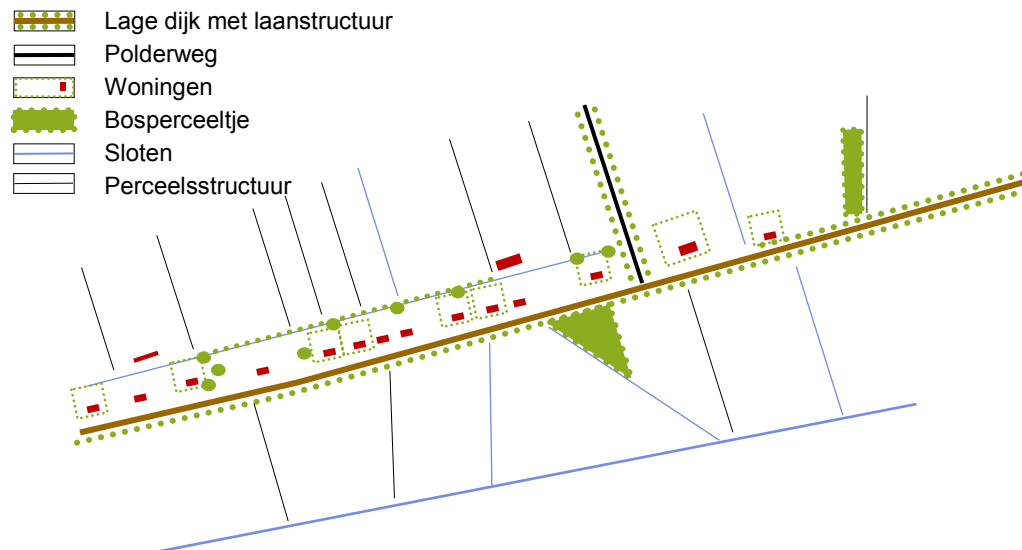 Lage dijk met laanstructuur
Polderweg
Woningen
Bosperceeltje
Sloten
Perceelsstructuur